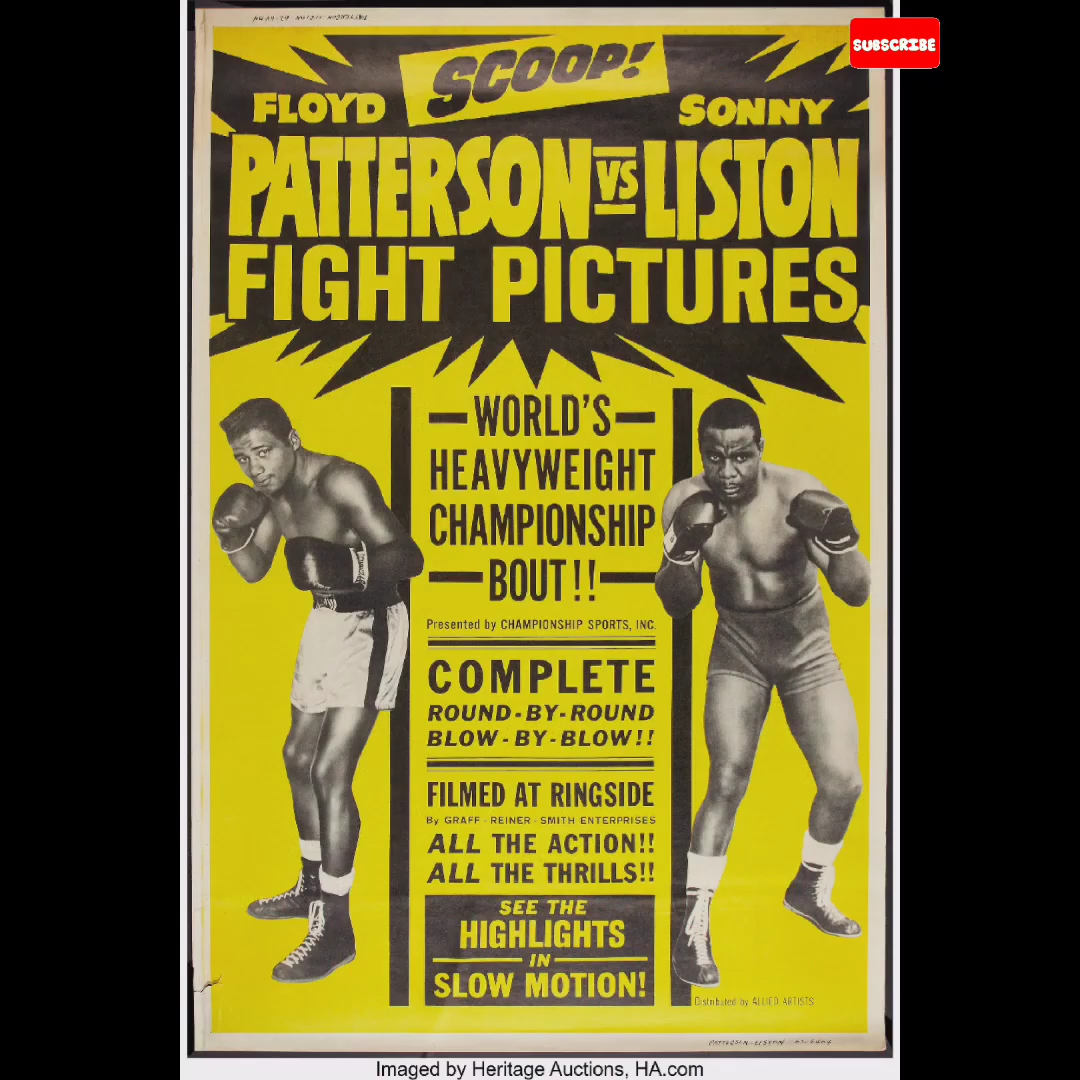 SUBSCRIBE
SCOOP!
FLOYD SONNY
PATTERSON VS LISTON
FIGHT PICTURES
WORLD'S
HEAVYWEIGHT
CHAMPIONSHIP
BOUT!!
Presented by CHAMPIONSHIP SPORTS, INC.
COMPLETE
ROUND-BY-ROUND
BLOW-BY-BLOW!!
FILMED AT RINGSIDE
By GRAFF-REINER-SMITH ENTERPRISES
ALL THE ACTION!!
ALL THE THRILLS!!
SEE THE
HIGHLIGHTS
IN
SLOW MOTION!
Distributed by ALLIED ARTISTS
PATTERSON-LISTON
Imaged by Heritage Auctions, HA.com